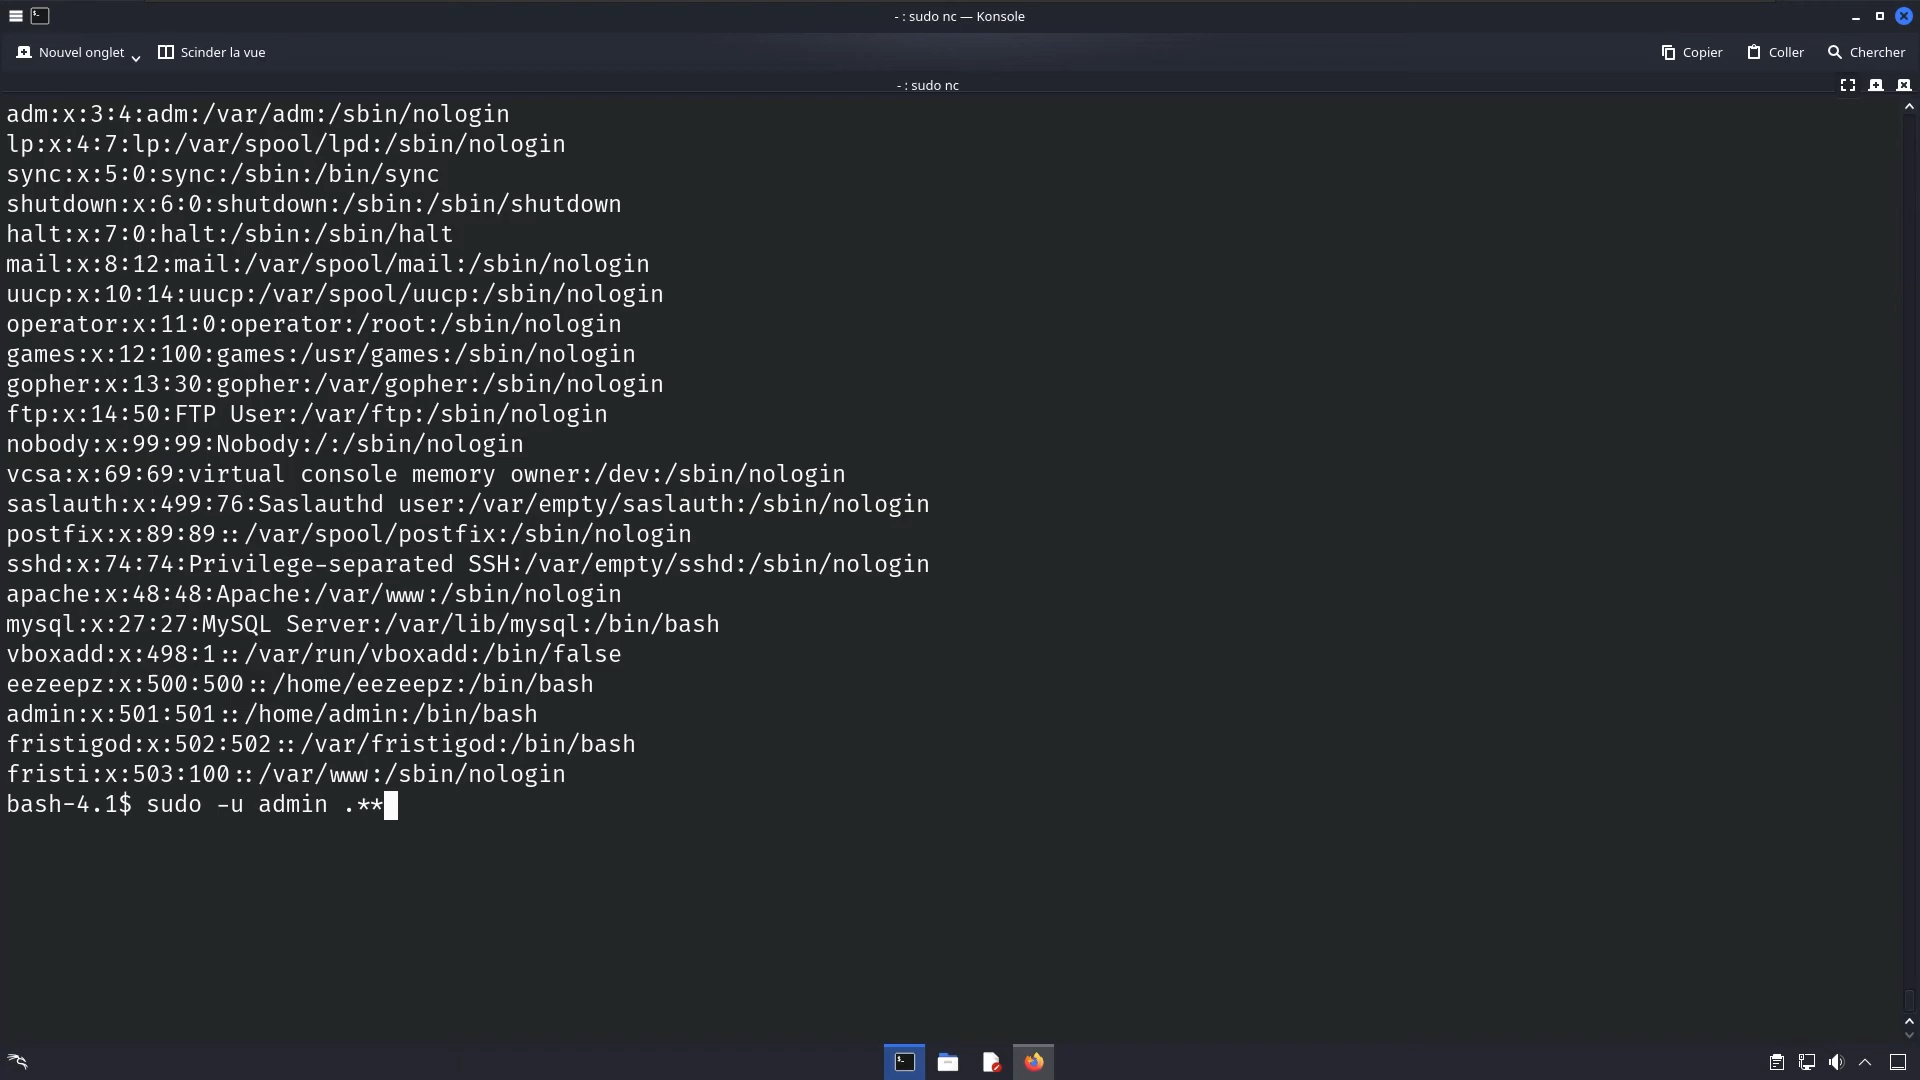 - : sudo nc — Konsole
Nouvel onglet
Scinder la vue
Copier
Coller
Chercher
- : sudo nc
adm:x:3:4:adm:/var/adm:/sbin/nologin
lp:x:4:7:lp:/var/spool/lpd:/sbin/nologin
sync:x:5:0:sync:/sbin:/bin/sync
shutdown:x:6:0:shutdown:/sbin:/sbin/shutdown
halt:x:7:0:halt:/sbin:/sbin/halt
mail:x:8:12:mail:/var/spool/mail:/sbin/nologin
uucp:x:10:14:uucp:/var/spool/uucp:/sbin/nologin
operator:x:11:0:operator:/root:/sbin/nologin
games:x:12:100:games:/usr/games:/sbin/nologin
gopher:x:13:30:gopher:/var/gopher:/sbin/nologin
ftp:x:14:50:FTP User:/var/ftp:/sbin/nologin
nobody:x:99:99:Nobody:/:/sbin/nologin
vcsa:x:69:69:virtual console memory owner:/dev:/sbin/nologin
saslauth:x:499:76:Saslauthd user:/var/empty/saslauth:/sbin/nologin
postfix:x:89:89::/var/spool/postfix:/sbin/nologin
sshd:x:74:74:Privilege-separated SSH:/var/empty/sshd:/sbin/nologin
apache:x:48:48:Apache:/var/www:/sbin/nologin
mysql:x:27:27:MySQL Server:/var/lib/mysql:/bin/bash
vboxadd:x:498:1::/var/run/vboxadd:/bin/false
eezeepz:x:500:500::/home/eezeepz:/bin/bash
admin:x:501:501::/home/admin:/bin/bash
fristigod:x:502:502::/var/fristigod:/bin/bash
fristi:x:503:100::/var/www:/sbin/nologin
bash-4.1$ sudo -u admin .**